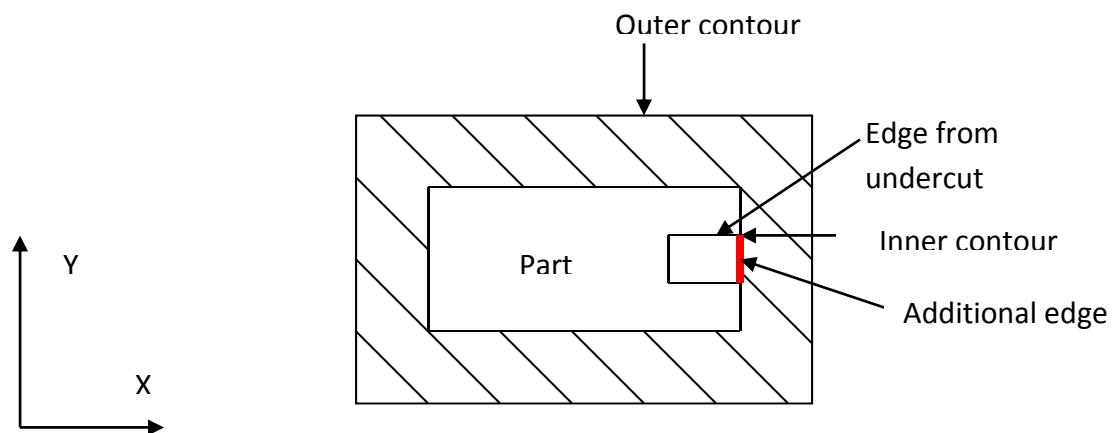 Outer contour
Edge from
undercut
Y
Inner contour
Part
Additional edge
X